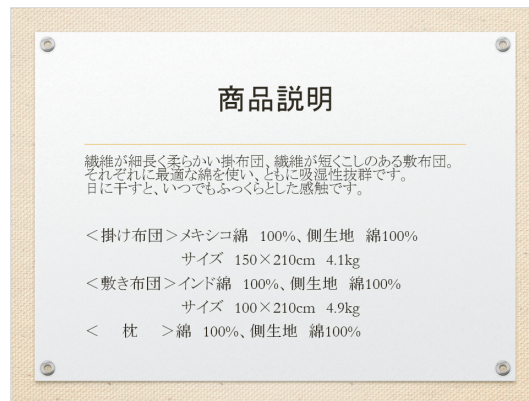 商品説明
繊維が細長く柔らかい掛布団、繊維が短くこしのある敷布団。
それぞれに最適な綿を使い、ともに吸湿性抜群です。
日に干すと、いつでもふっくらとした感触です。
＜掛け布団＞メキシコ綿　100%、側生地　綿100%
サイズ　150×210cm　4.1kg
＜敷き布団＞インド綿　100%、側生地　綿100%
サイズ　100×210cm　4.9kg
＜　枕　＞綿　100%、側生地　綿100%